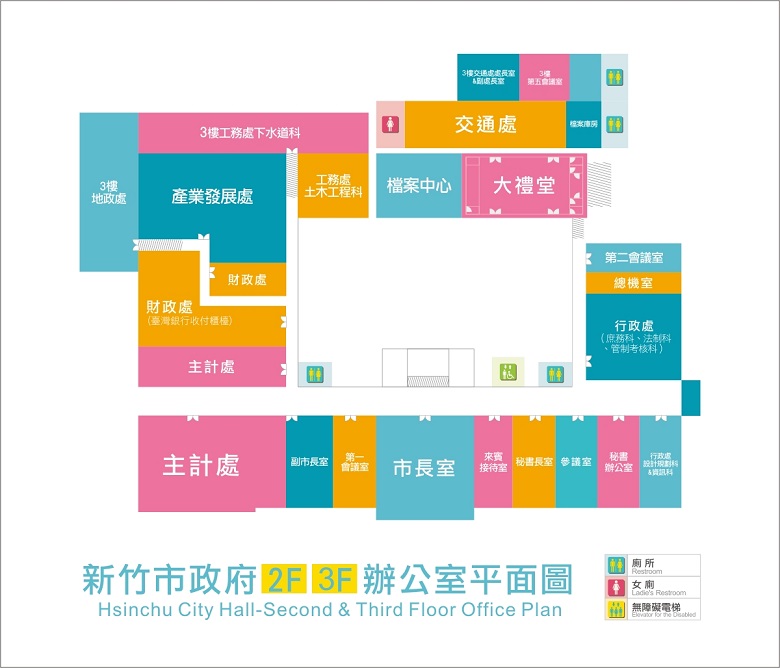 3樓交通處處長室
&副處長室
3樓
第五會議室
交通處
檔案庫房
3樓工務處下水道科
3樓
地政處
產業發展處
工務處
土木工程科
檔案中心
大禮堂
第二會議室
總機室
財政處
財政處
(臺灣銀行收付櫃檯)
行政處
(庶務科、法制科
、管制考核科)
主計處
主計處
副市長室
第一
會議室
市長室
來賓
接待室
秘書長室
參議室
秘書
辦公室
行政處
設計規劃科
&資訊科
新竹市政府 2F 3F 辦公室平面圖
Hsinchu City Hall-Second & Third Floor Office Plan
廁所
Restroom
女廁
Ladie's Restroom
無障礙電梯
Elevator for the Disabled